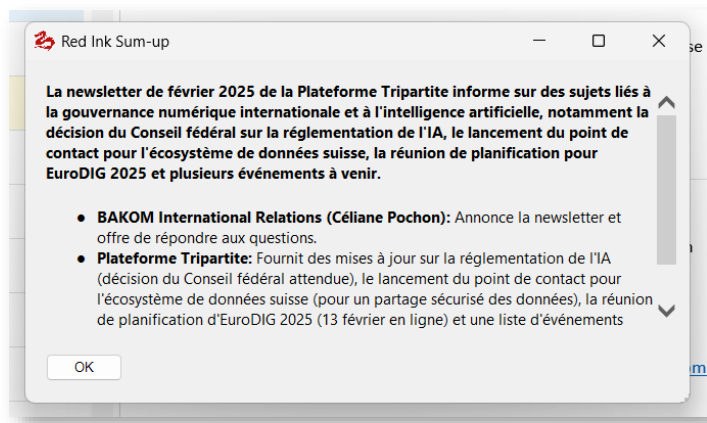 Red Ink Sum-up
se
La newsletter de février 2025 de la Plateforme Tripartite informe sur des sujets liés à
la gouvernance numérique internationale et à l'intelligence artificielle, notamment la
décision du Conseil fédéral sur la réglementation de l'IA, le lancement du point de
contact pour l'écosystème de données suisse, la réunion de planification pour
EuroDIG 2025 et plusieurs événements à venir.
● BAKOM International Relations (Céliane Pochon): Annonce la newsletter et
offre de répondre aux questions.
● Plateforme Tripartite: Fournit des mises à jour sur la réglementation de l'IA
(décision du Conseil fédéral attendue), le lancement du point de contact pour
l'écosystème de données suisse (pour un partage sécurisé des données), la réunion
de planification d'EuroDIG 2025 (13 février en ligne) et une liste d'événements
OK
om